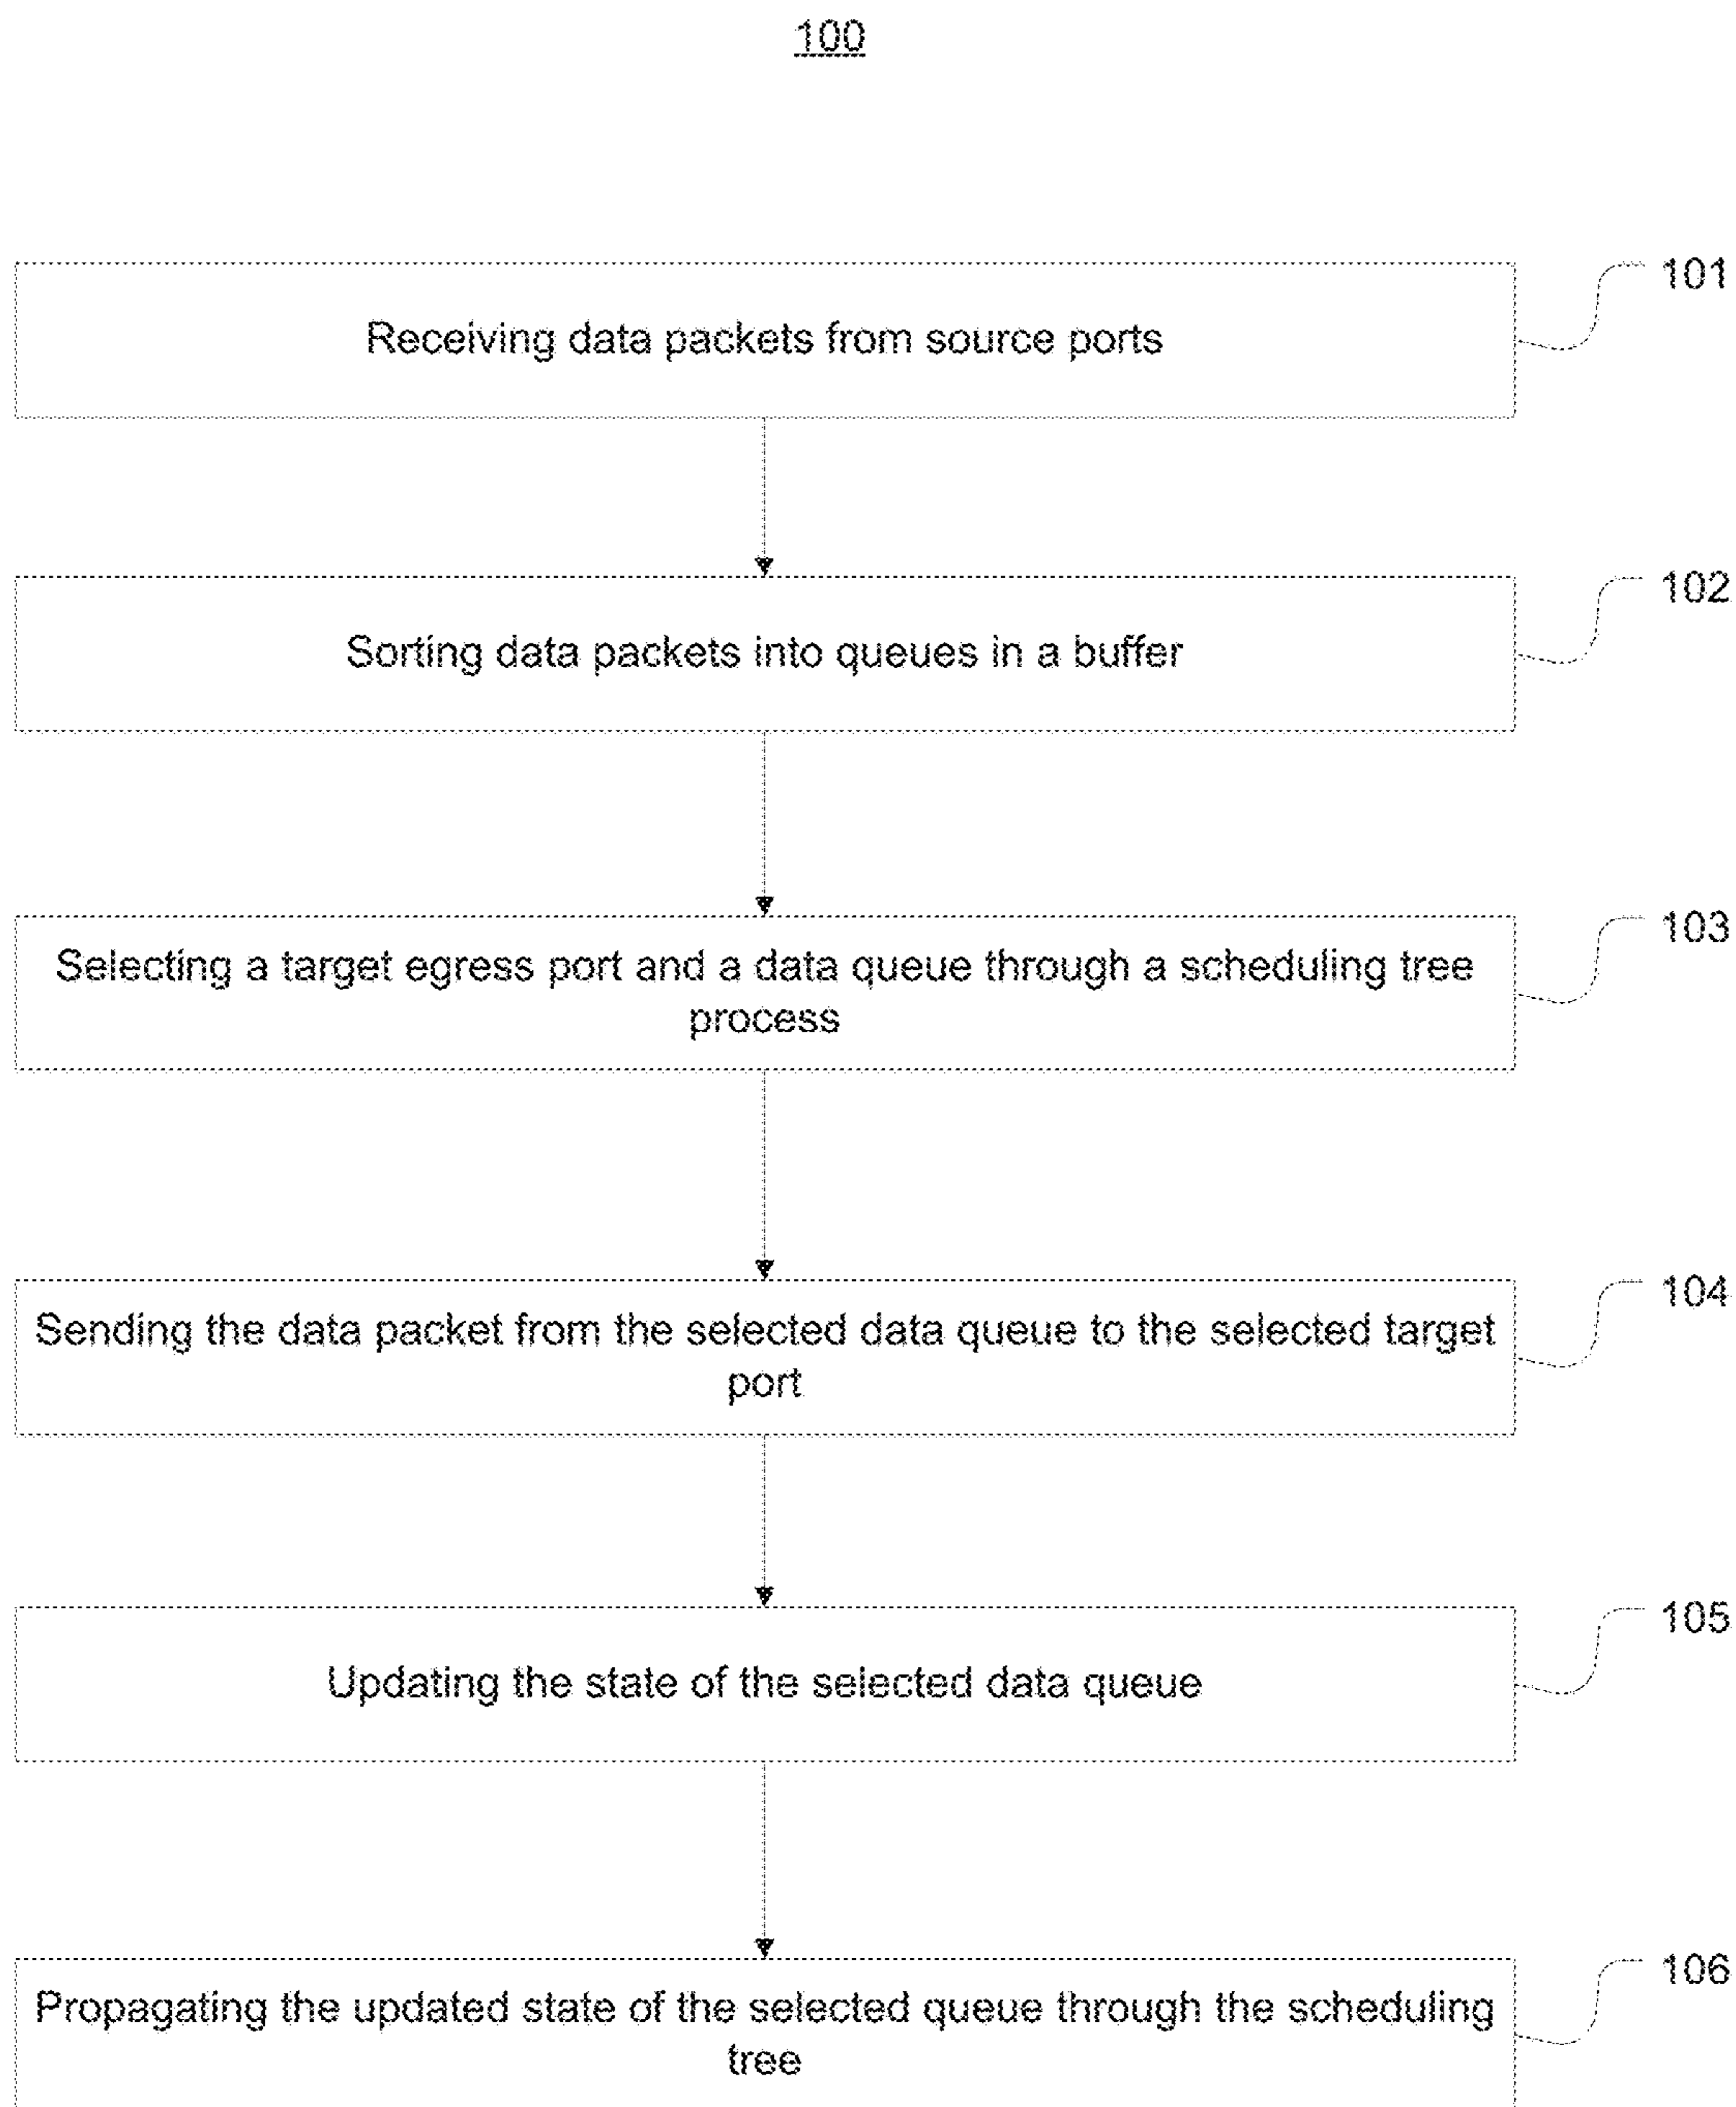 100
101
Receiving data packets from source ports
102
Sorting data packets into queues in a buffer
103
Selecting a target egress port and a data queue through a scheduling tree
process
104
Sending the data packet from the selected data queue to the selected target
port
105
Updating the state of the selected data queue
106
Propagating the updated state of the selected queue through the scheduling
tree